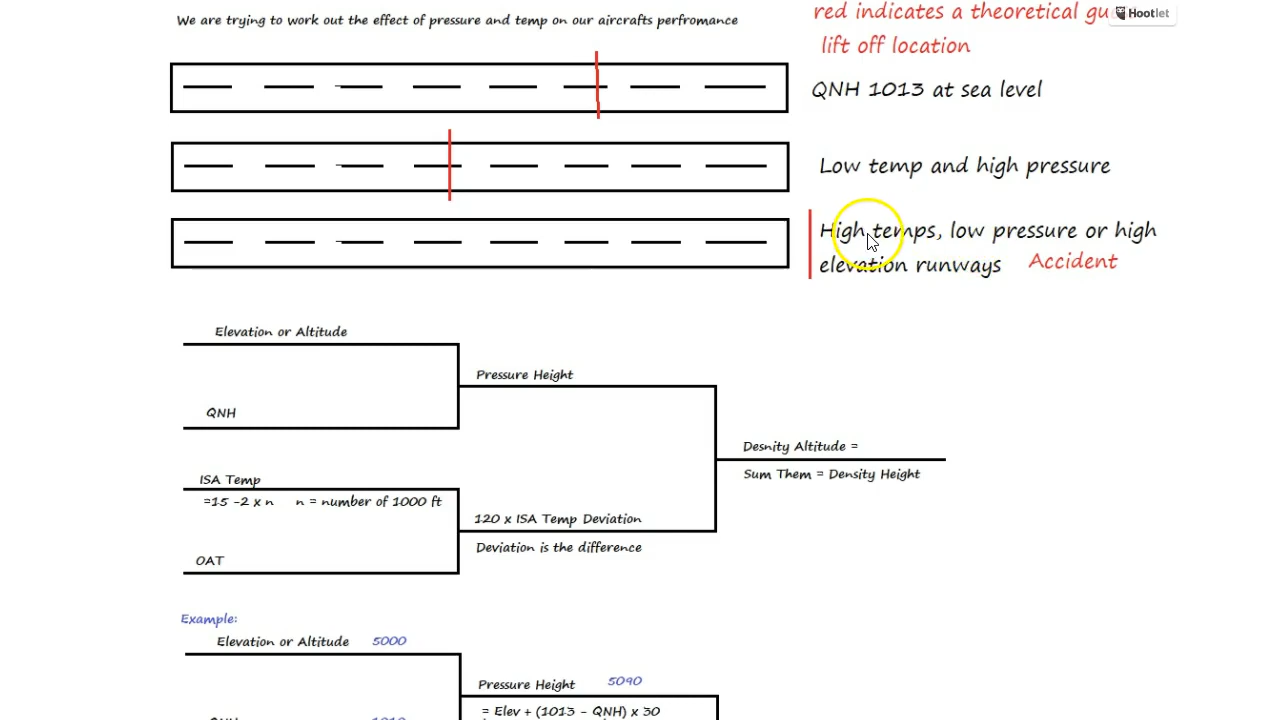 We are trying to work out the effect of pressure and temp on our aircrafts perfromance
red indicates a theoretical
Hootlet
lift off location
QNH 1013 at sea level
Low temp and high pressure
High temps, low pressure or high
elevation runways Accident
Elevation or Altitude
Pressure Height
QNH
Desnity Altitude =
Sum Them = Density Height
ISA Temp
=15 -2 x n n = number of 1000 ft
120 x ISA Temp Deviation
Deviation is the difference
OAT
Example:
Elevation or Altitude 5000
Pressure Height 5090
= Elev + (1013 - QNH) x 30
QNH 1010